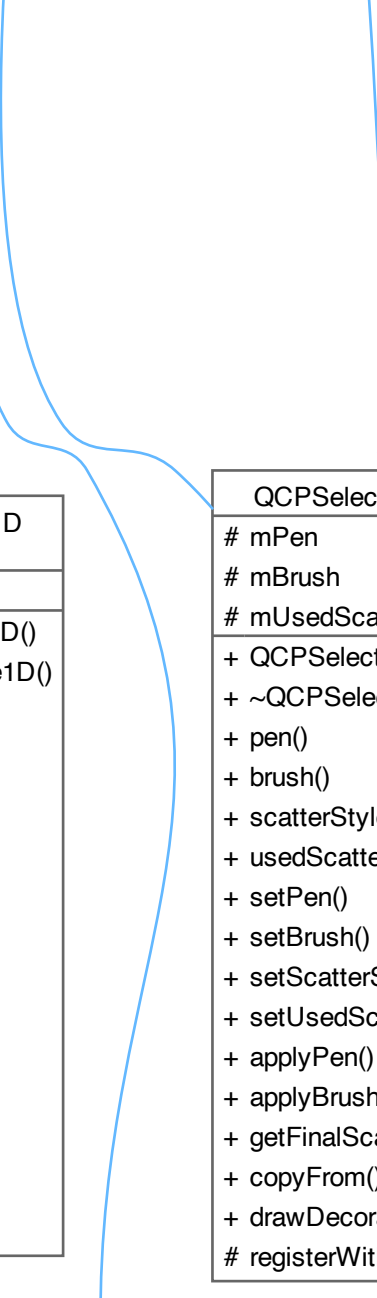 D
D()
e1D()
QCPSelec
# mPen
# mBrush
# mUsedSca
+ QCPSelect
+ ~QCPSele
+ pen()
+ brush()
+ scatterStyl
+ usedScatte
+ setPen()
+ setBrush()
+ setScatterS
+ setUsedSc
+ applyPen()
+ applyBrush
+ getFinalSca
+ copyFrom()
+ drawDecor
# registerWit